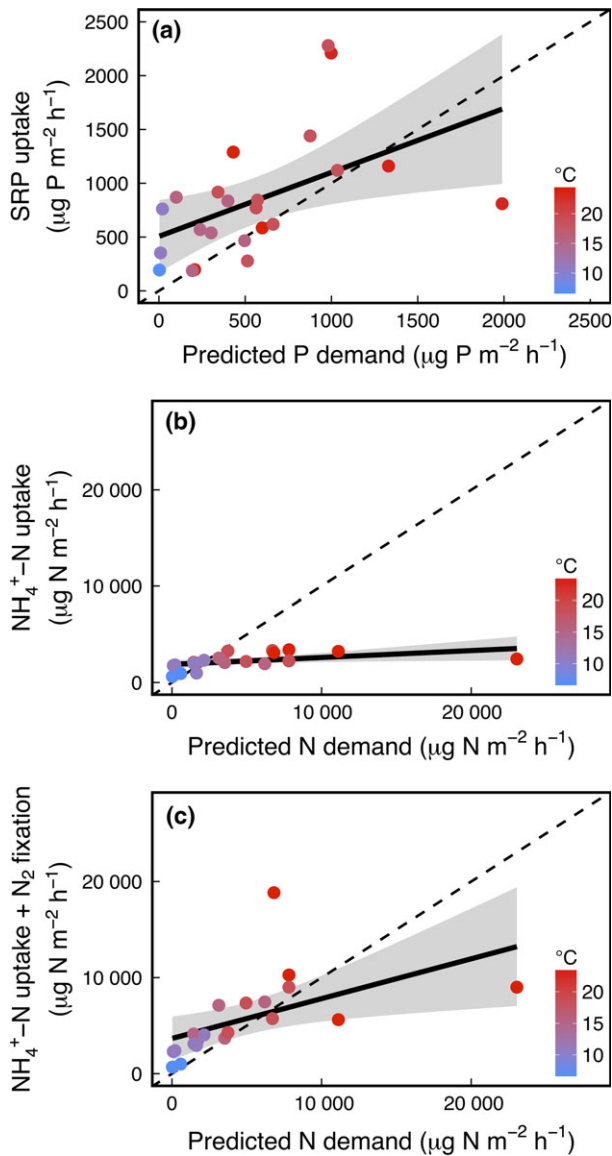 (a)
SRP uptake
(µg P m⁻² h⁻¹)
2500
2000
1500
1000
500
0
°C
20
15
10
0 500 1000 1500 2000 2500
Predicted P demand (µg P m⁻² h⁻¹)
(b)
NH₄⁺–N uptake
(µg N m⁻² h⁻¹)
20 000
10 000
0
°C
20
15
10
0 10 000 20 000
Predicted N demand (µg N m⁻² h⁻¹)
(c)
NH₄⁺–N uptake + N₂ fixation
(µg N m⁻² h⁻¹)
20 000
10 000
0
°C
20
15
10
0 10 000 20 000
Predicted N demand (µg N m⁻² h⁻¹)